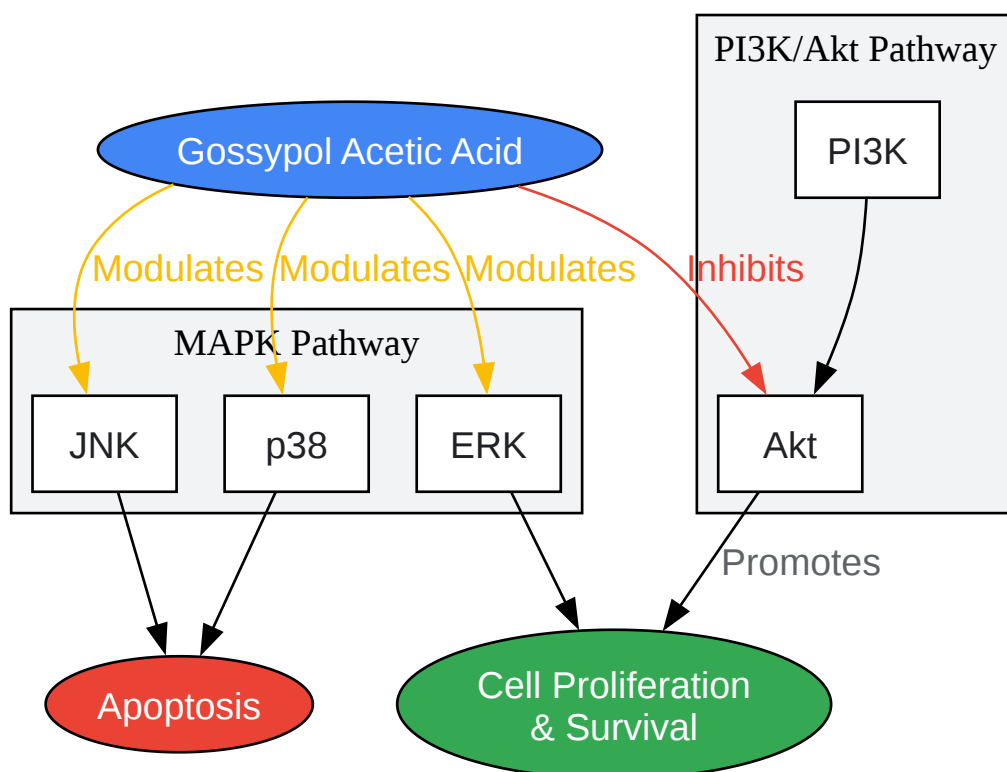 PI3K/Akt Pathway
Gossypol Acetic Acid
PI3K
Modulates
Modulates
Modulates
Inhibits
MAPK Pathway
JNK
p38
ERK
Akt
Promotes
Apoptosis
Cell Proliferation
& Survival